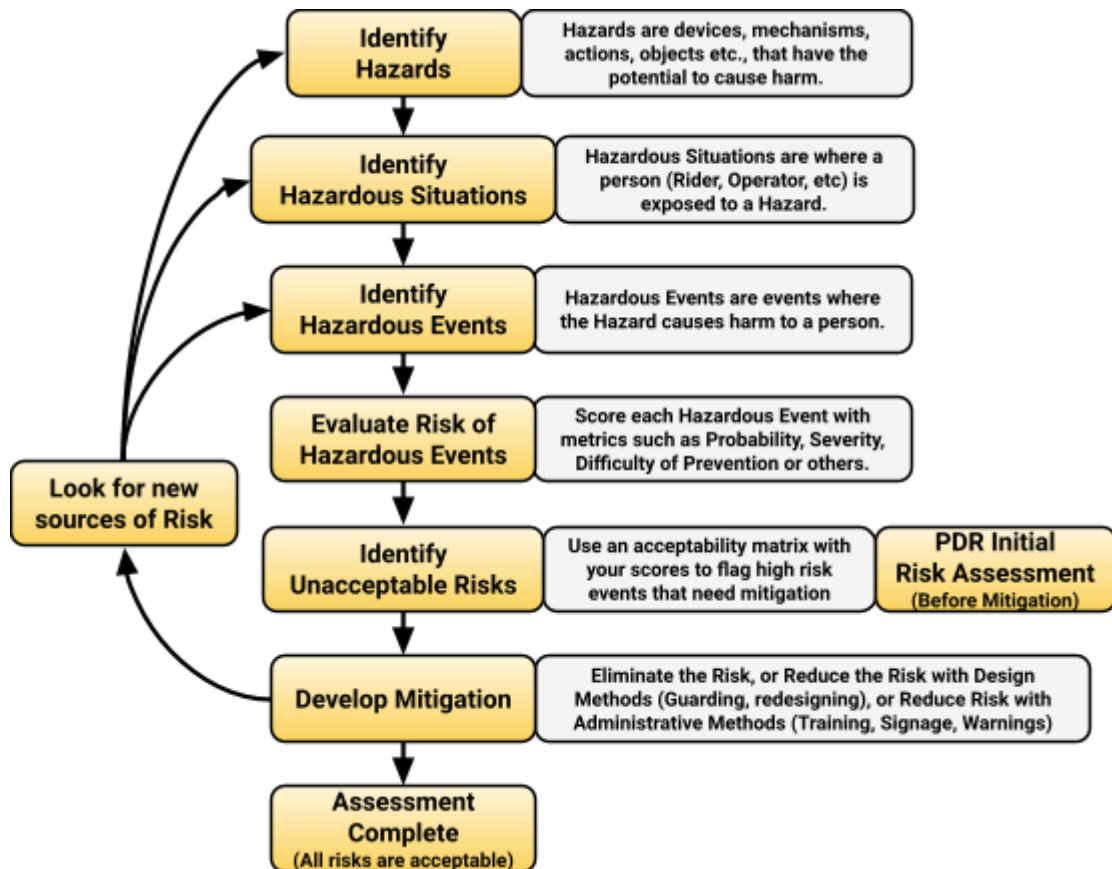 Identify
Hazards
Hazards are devices, mechanisms,
actions, objects etc., that have the
potential to cause harm.
Identify
Hazardous Situations
Hazardous Situations are where a
person (Rider, Operator, etc) is
exposed to a Hazard.
Identify
Hazardous Events
Hazardous Events are events where
the Hazard causes harm to a person.
Evaluate Risk of
Hazardous Events
Score each Hazardous Event with
metrics such as Probability, Severity,
Difficulty of Prevention or others.
Look for new
sources of Risk
Identify
Unacceptable Risks
Use an acceptability matrix with
your scores to flag high risk
events that need mitigation
PDR Initial
Risk Assessment
(Before Mitigation)
Develop Mitigation
Eliminate the Risk, or Reduce the Risk with Design
Methods (Guarding, redesigning), or Reduce Risk with
Administrative Methods (Training, Signage, Warnings)
Assessment
Complete
(All risks are acceptable)